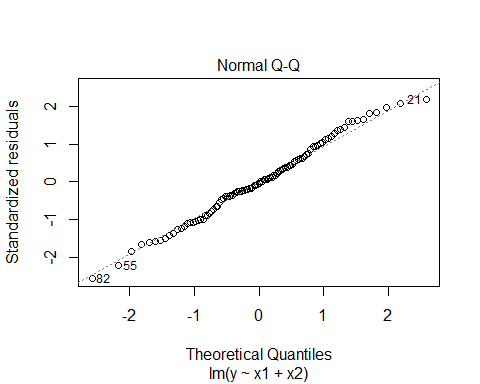 Normal Q-Q
Standardized residuals
2
1
0
-1
-2
21
55
82
-2 -1 0 1 2
Theoretical Quantiles
lm(y ~ x1 + x2)